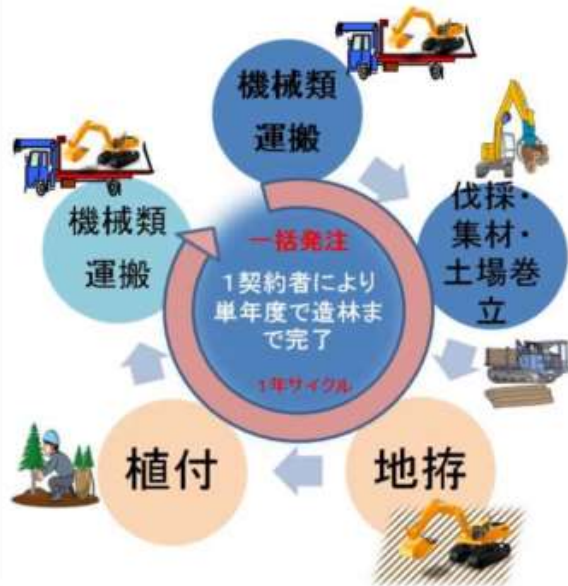 機械類
運搬
伐採・
集材・
土場巻
立
地拵
植付
機械類
運搬
一括発注
1契約者により
単年度で造林ま
で完了
1年サイクル